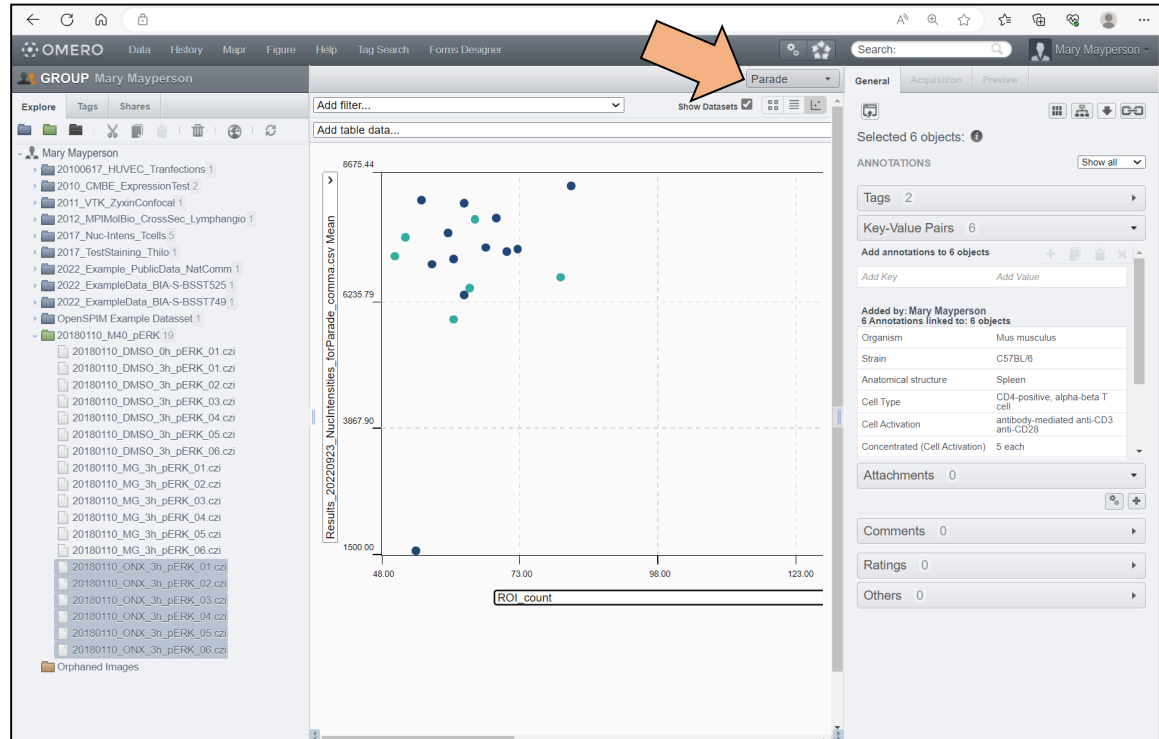 OMERO Data History Mapr Figure Help Tag Search Forms Designer Search: Mary Mayperson
GROUP Mary Mayperson
Parade
General Acquisition Preview
Explore Tags Shares
Add filter...
Show Datasets
Add table data...
Mary Mayperson
20100617_HUVEC_Tranfections 1
2010_CMBE_ExpressionTest 2
2011_VTK_ZyxinConfocal 1
2012_MPIMolBio_CrossSec_Lymphangio 1
2017_Nuc-Intens_Tcells 5
2017_TestStaining_Thilo 1
2022_Example_PublicData_NatComm 1
2022_ExampleData_BIA-S-BSST525 1
2022_ExampleData_BIA-S-BSST749 1
OpenSPIM Example Datasset 1
20180110_M40_pERK 19
20180110_DMSO_0h_pERK_01.czi
20180110_DMSO_3h_pERK_01.czi
20180110_DMSO_3h_pERK_02.czi
20180110_DMSO_3h_pERK_03.czi
20180110_DMSO_3h_pERK_04.czi
20180110_DMSO_3h_pERK_05.czi
20180110_DMSO_3h_pERK_06.czi
20180110_MG_3h_pERK_01.czi
20180110_MG_3h_pERK_02.czi
20180110_MG_3h_pERK_03.czi
20180110_MG_3h_pERK_04.czi
20180110_MG_3h_pERK_05.czi
20180110_MG_3h_pERK_06.czi
20180110_ONX_3h_pERK_01.czi
20180110_ONX_3h_pERK_02.czi
20180110_ONX_3h_pERK_03.czi
20180110_ONX_3h_pERK_04.czi
20180110_ONX_3h_pERK_05.czi
20180110_ONX_3h_pERK_06.czi
Orphaned Images
8675.44
6235.79
3867.90
1500.00
Results_20220923_NucIntensities_forParade_comma.csv Mean
48.00 73.00 98.00 123.00
ROI_count
Selected 6 objects:
ANNOTATIONS Show all
Tags 2
Key-Value Pairs 6
Add annotations to 6 objects
Add Key Add Value
Added by: Mary Mayperson
6 Annotations linked to: 6 objects
Organism Mus musculus
Strain C57BL/6
Anatomical structure Spleen
Cell Type CD4-positive, alpha-beta T
cell
Cell Activation antibody-mediated anti-CD3
anti-CD28
Concentrated (Cell Activation) 5 each
Attachments 0
Comments 0
Ratings 0
Others 0